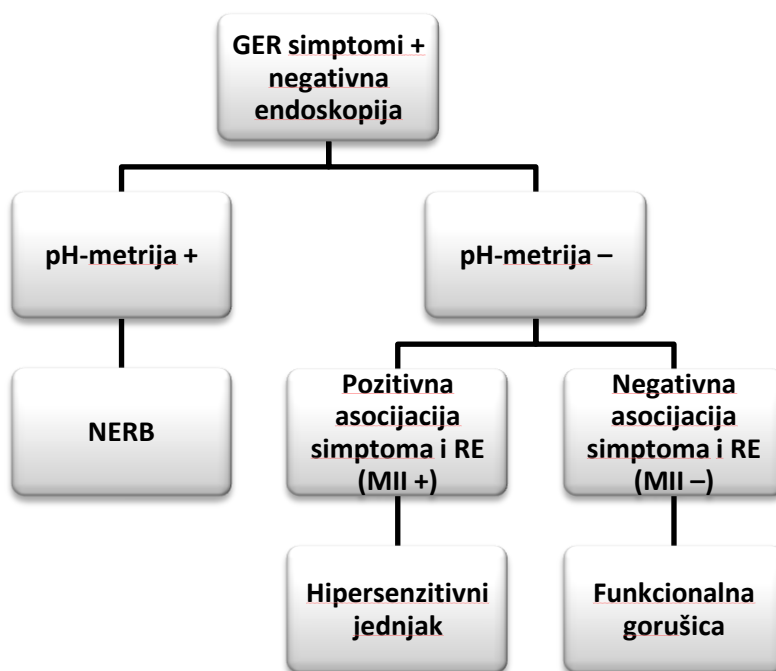 GER simptomi +
negativna
endoskopija
pH-metrija +
pH-metrija –
NERB
Pozitivna
asocijacija
simptoma i RE
(MII +)
Negativna
asocijacija
simptoma i RE
(MII –)
Hipersenzitivni
jednjak
Funkcionalna
gorušica